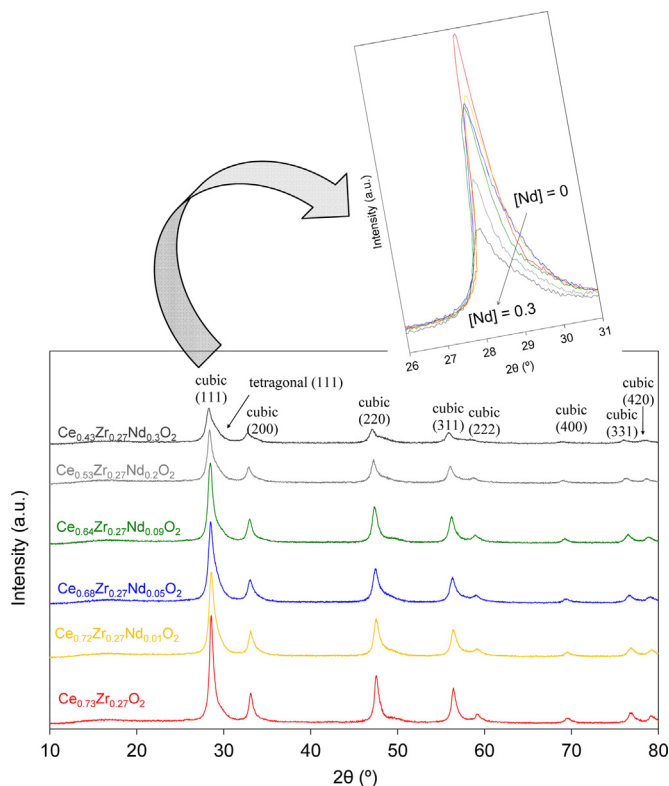 Intensity (a.u.)
[Nd] = 0
[Nd] = 0.3
26 27 28 29 30 31
2θ (º)
cubic
(111)
tetragonal (111)
cubic
(200)
cubic
(220)
cubic
(311)
cubic
(222)
cubic
(400)
cubic
(331)
cubic
(420)
Ce0.43Zr0.27Nd0.3O2
Ce0.53Zr0.27Nd0.2O2
Ce0.64Zr0.27Nd0.09O2
Ce0.68Zr0.27Nd0.05O2
Ce0.72Zr0.27Nd0.01O2
Ce0.73Zr0.27O2
Intensity (a.u.)
10 20 30 40 50 60 70 80
2θ (º)